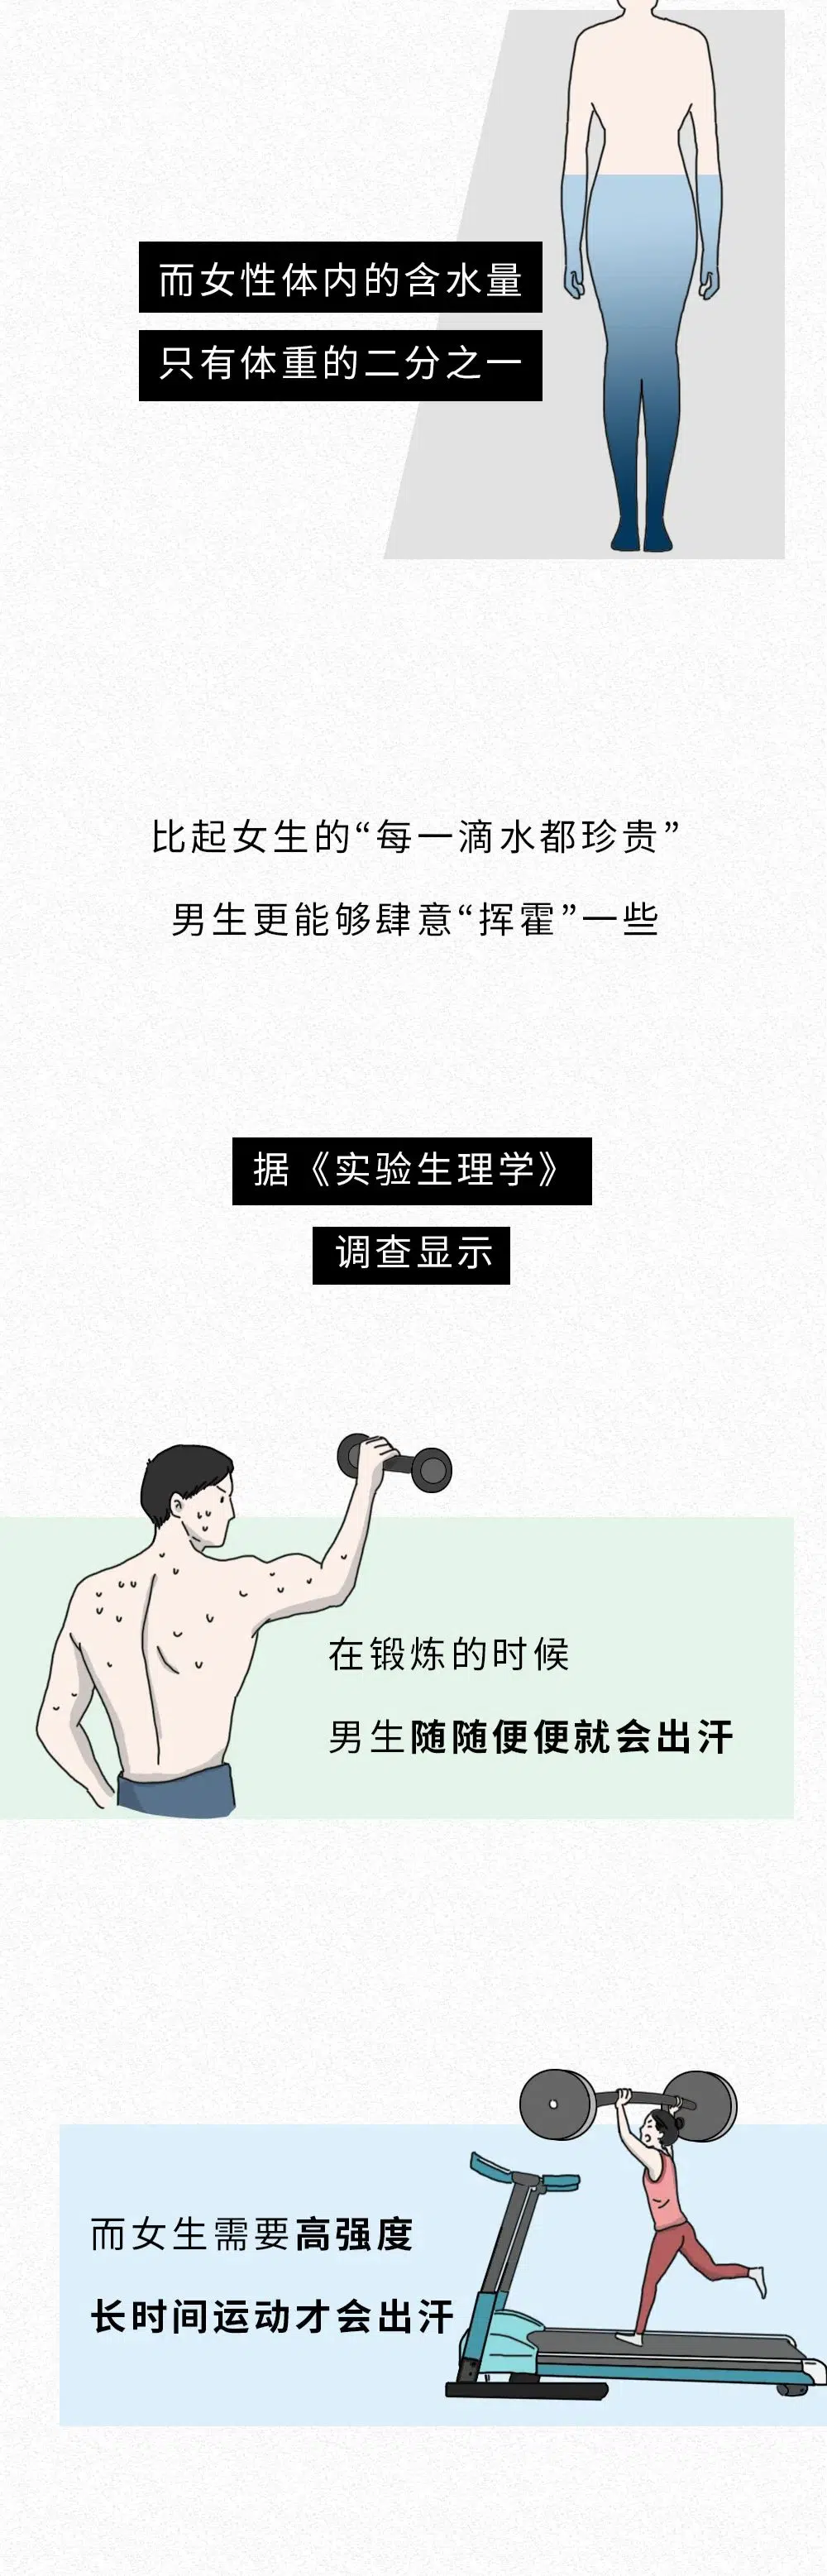 而女性体内的含水量
只有体重的二分之一
比起女生的“每一滴水都珍贵”
男生更能够肆意“挥霍”一些
据《实验生理学》
调查显示
在锻炼的时候
男生随随便便就会出汗
而女生需要高强度
长时间运动才会出汗